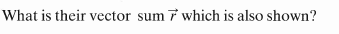 What is their vector sum r⃗ which is also shown?